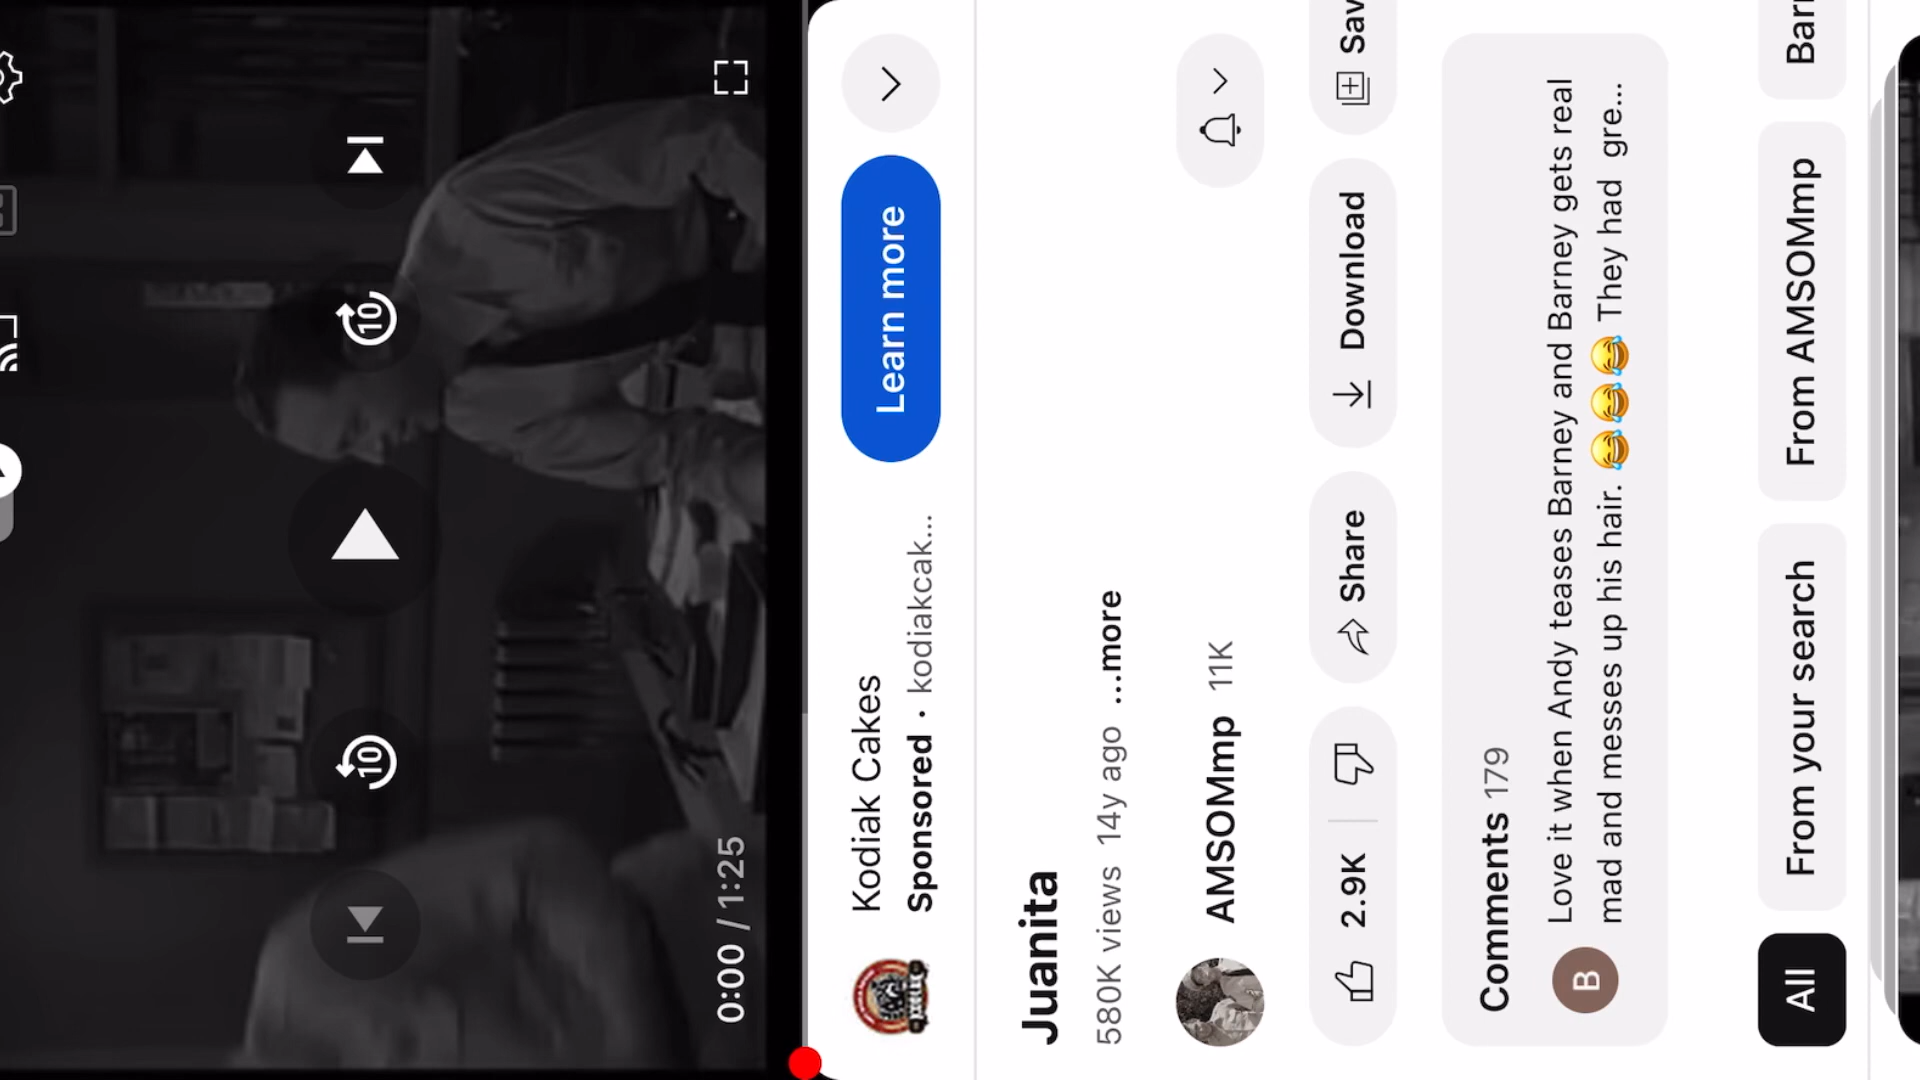 10
10
0:00 / 1:25
Kodiak Cakes
Sponsored · kodiakcak...
Learn more
Juanita
580K views 14y ago ...more
AMSOMmp 11K
2.9K
Share
Download
Sav
Comments 179
B
Love it when Andy teases Barney and Barney gets real
mad and messes up his hair. 😂😂😂 They had gre...
All
From your search
From AMSOMmp
Barn